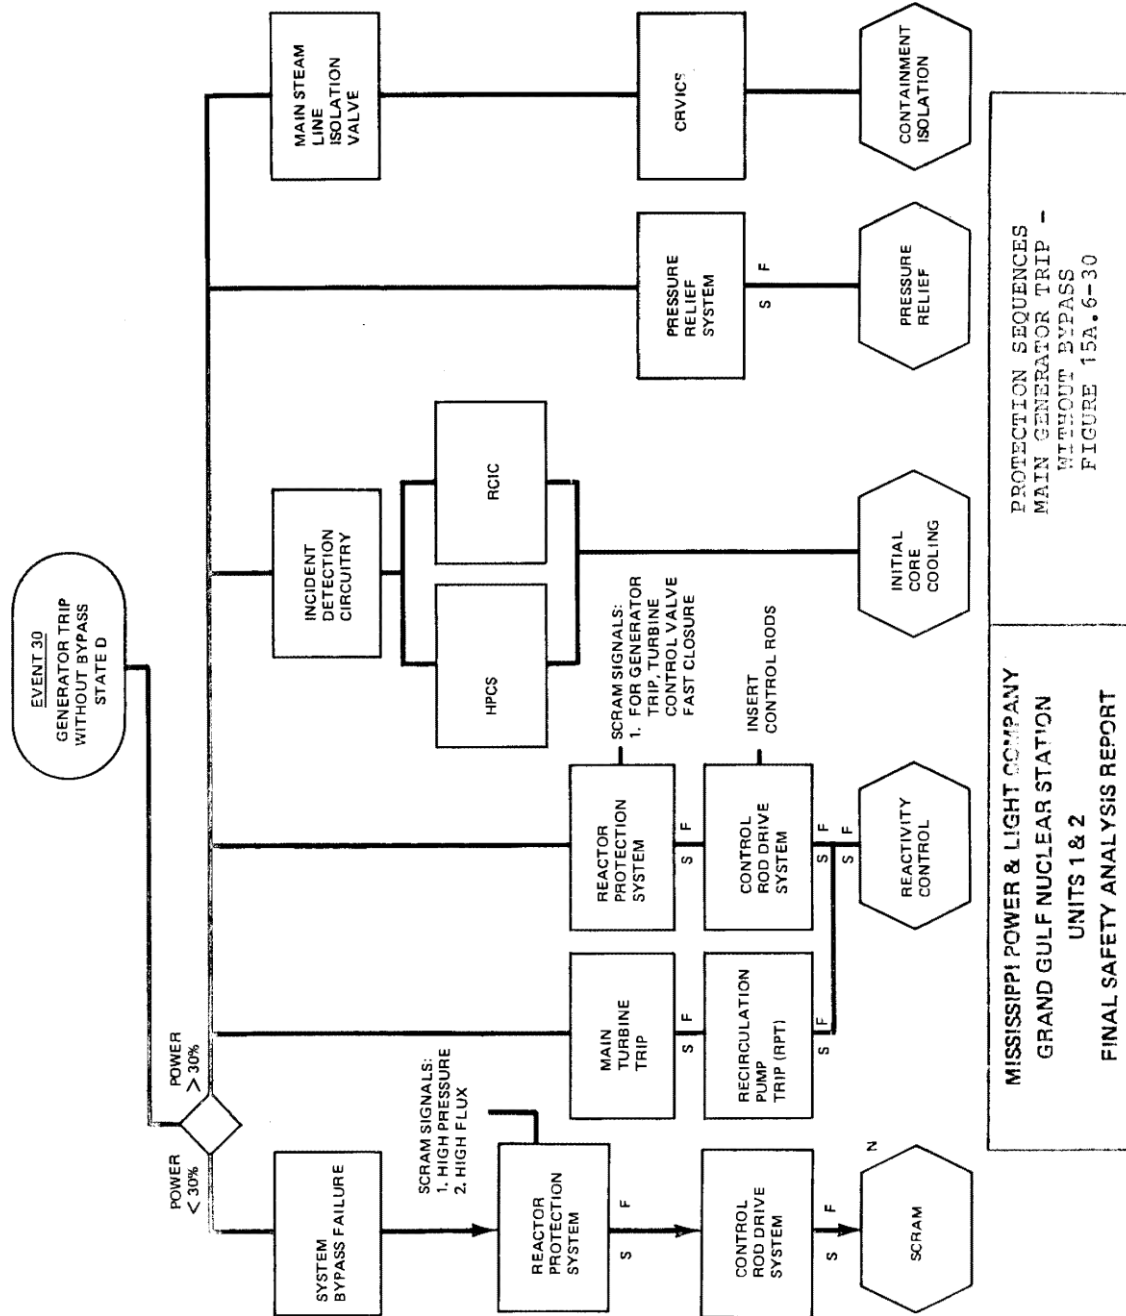 EVENT 30
GENERATOR TRIP
WITHOUT BYPASS
STATE D
POWER
< 30%
POWER
> 30%
SYSTEM
BYPASS FAILURE
SCRAM SIGNALS:
1. HIGH PRESSURE
2. HIGH FLUX
REACTOR
PROTECTION
SYSTEM
S F
CONTROL
ROD DRIVE
SYSTEM
S F
N
SCRAM
MAIN
TURBINE
TRIP
S F
RECIRCULATION
PUMP
TRIP (RPT)
S F
REACTOR
PROTECTION
SYSTEM
SCRAM SIGNALS:
1. FOR GENERATOR
TRIP, TURBINE
CONTROL VALVE
FAST CLOSURE
S F
CONTROL
ROD DRIVE
SYSTEM
INSERT
CONTROL RODS
S F
S F
REACTIVITY
CONTROL
INCIDENT
DETECTION
CIRCUITRY
HPCS
RCIC
INITIAL
CORE
COOLING
PRESSURE
RELIEF
SYSTEM
S F
PRESSURE
RELIEF
MAIN STEAM
LINE
ISOLATION
VALVE
CRVICS
CONTAINMENT
ISOLATION
MISSISSIPPI POWER & LIGHT COMPANY
GRAND GULF NUCLEAR STATION
UNITS 1 & 2
FINAL SAFETY ANALYSIS REPORT
PROTECTION SEQUENCES
MAIN GENERATOR TRIP -
WITHOUT BYPASS
FIGURE 15A.6-30